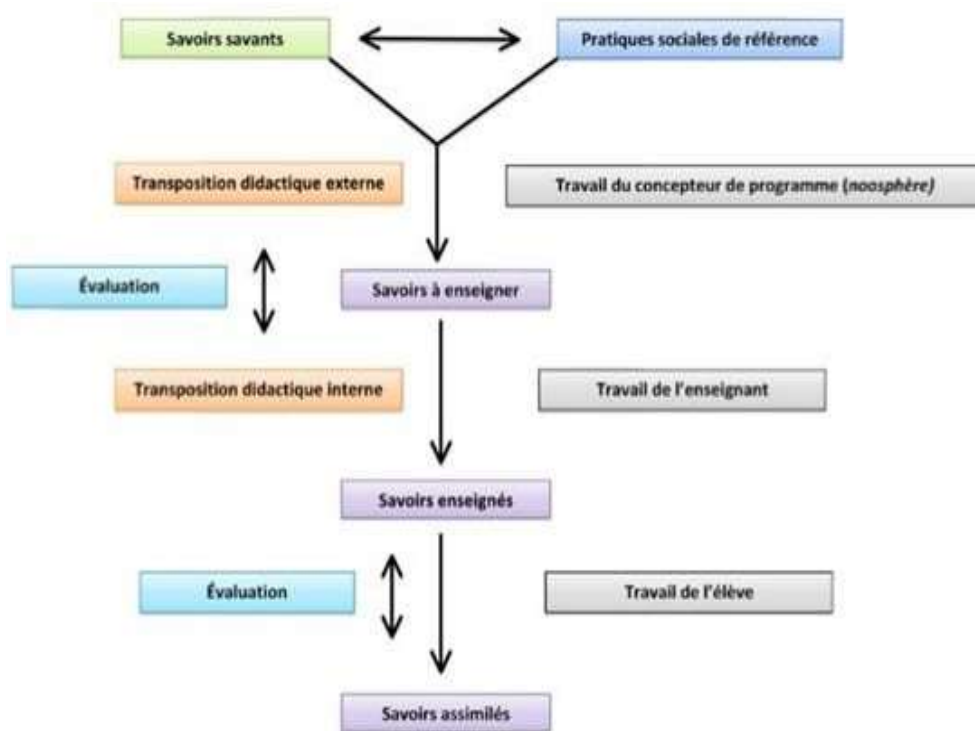 Savoirs savants
Pratiques sociales de référence
Transposition didactique externe
Travail du concepteur de programme (noosphère)
Évaluation
Savoirs à enseigner
Transposition didactique interne
Travail de l'enseignant
Savoirs enseignés
Évaluation
Travail de l'élève
Savoirs assimilés